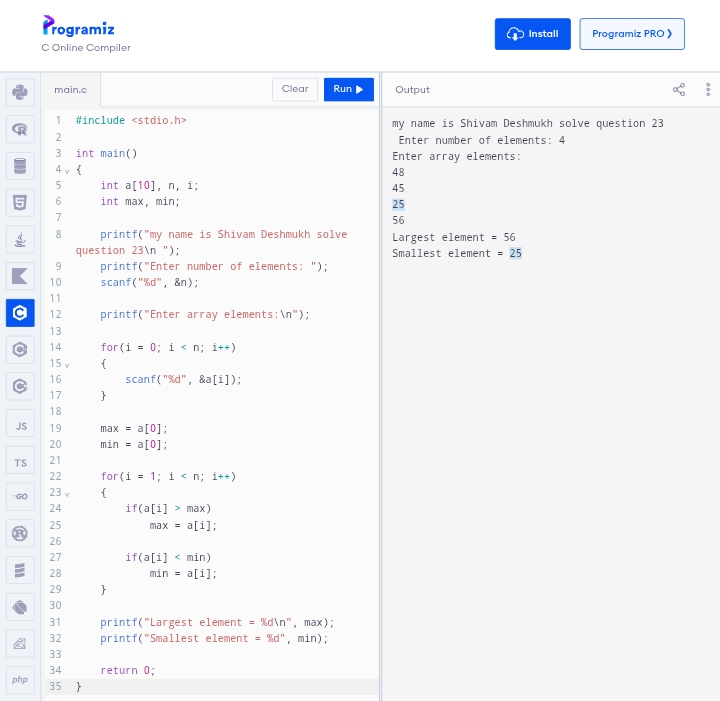 Programiz
C Online Compiler
Install
Programiz PRO ❯
main.c
Clear
Run
Output
1 #include <stdio.h>
2
3 int main()
4 {
5 int a[10], n, i;
6 int max, min;
7
8 printf("my name is Shivam Deshmukh solve
question 23\n ");
9 printf("Enter number of elements: ");
10 scanf("%d", &n);
11
12 printf("Enter array elements:\n");
13
14 for(i = 0; i < n; i++)
15 {
16 scanf("%d", &a[i]);
17 }
18
19 max = a[0];
20 min = a[0];
21
22 for(i = 1; i < n; i++)
23 {
24 if(a[i] > max)
25 max = a[i];
26
27 if(a[i] < min)
28 min = a[i];
29 }
30
31 printf("Largest element = %d\n", max);
32 printf("Smallest element = %d", min);
33
34 return 0;
35 }
my name is Shivam Deshmukh solve question 23
Enter number of elements: 4
Enter array elements:
48
45
25
56
Largest element = 56
Smallest element = 25
JS
TS
GO
php